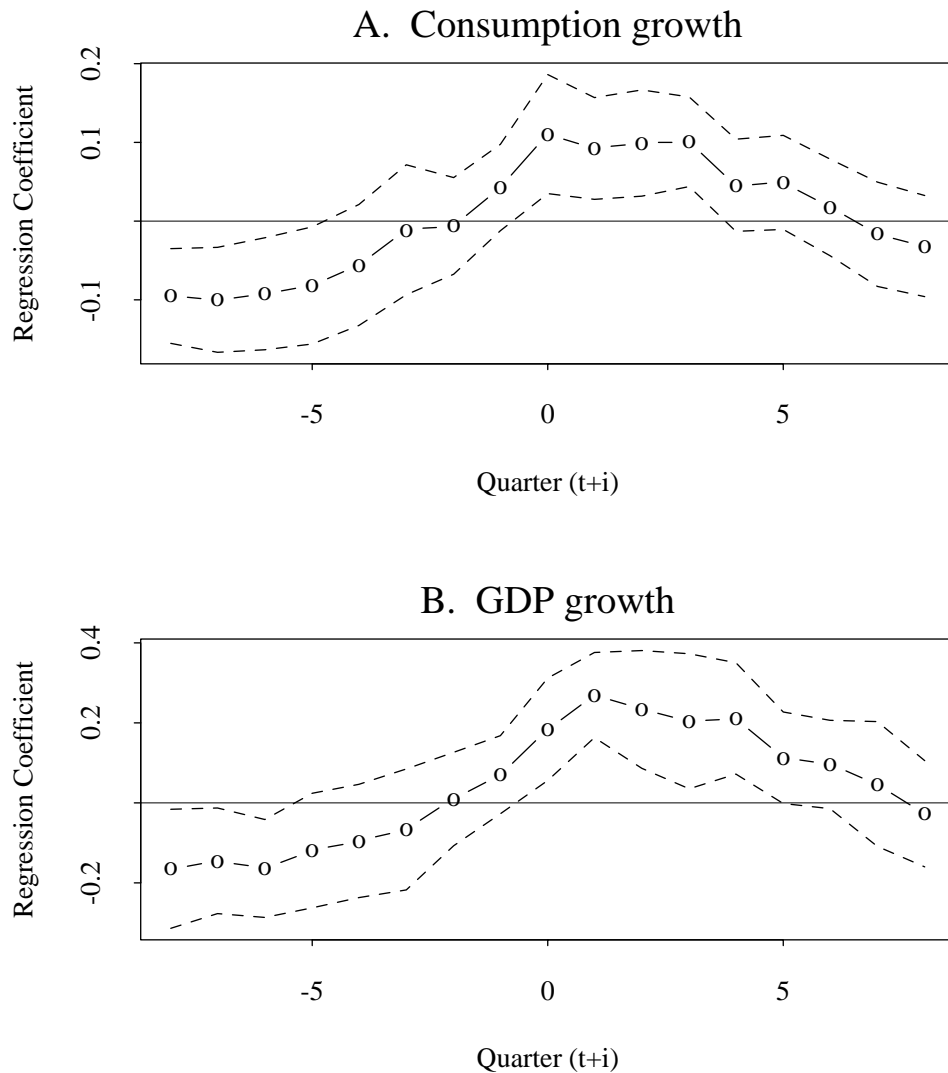 A. Consumption growth
0.2
0.1
-0.1
Regression Coefficient
-5
0
5
Quarter (t+i)
B. GDP growth
0.4
0.2
-0.2
Regression Coefficient
-5
0
5
Quarter (t+i)